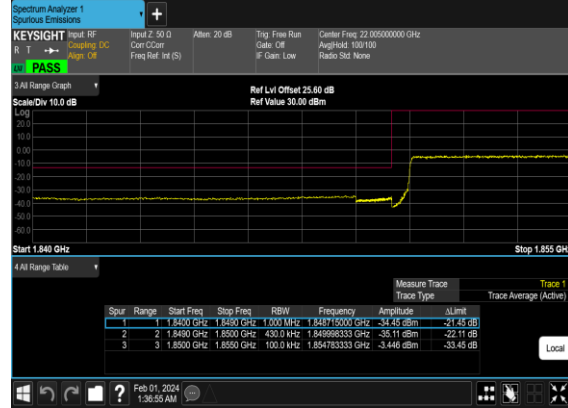 Spectrum Analyzer 1
Spurious Emissions
+
KEYSIGHT Input: RF Input Z: 50 Ω Atten: 20 dB Trig: Free Run Center Freq: 22.005000000 GHz
R T Coupling: DC Corr CCorr Gate: Off Avg|Hold: 100/100
Align: Off Freq Ref: Int (S) IF Gain: Low Radio Std: None
PASS
3 All Range Graph
Ref Lvl Offset 25.60 dB
Scale/Div 10.0 dB Ref Value 30.00 dBm
Log
20.0
10.0
0.00
-10.0
-20.0
-30.0
-40.0
-50.0
-60.0
Start 1.840 GHz Stop 1.855 GH
4 All Range Table
Measure Trace Trace 1
Trace Type Trace Average (Active)
Spur Range Start Freq Stop Freq RBW Frequency Amplitude ΔLimit
1 1 1.8400 GHz 1.8490 GHz 1.000 MHz 1.848715000 GHz -34.45 dBm -21.45 dB
2 2 1.8490 GHz 1.8500 GHz 430.0 kHz 1.849998333 GHz -35.11 dBm -22.11 dB
3 3 1.8500 GHz 1.8550 GHz 100.0 kHz 1.854783333 GHz -3.446 dBm -33.45 dB
Local
?
Feb 01, 2024
1:36:55 AM